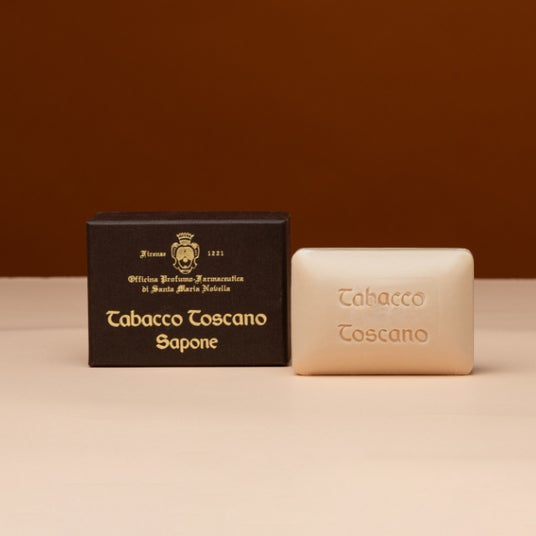 Firenze 1221
Officina Profumo-Farmaceutica
di Santa Maria Novella
Tabacco Toscano
Sapone
Tabacco
Toscano